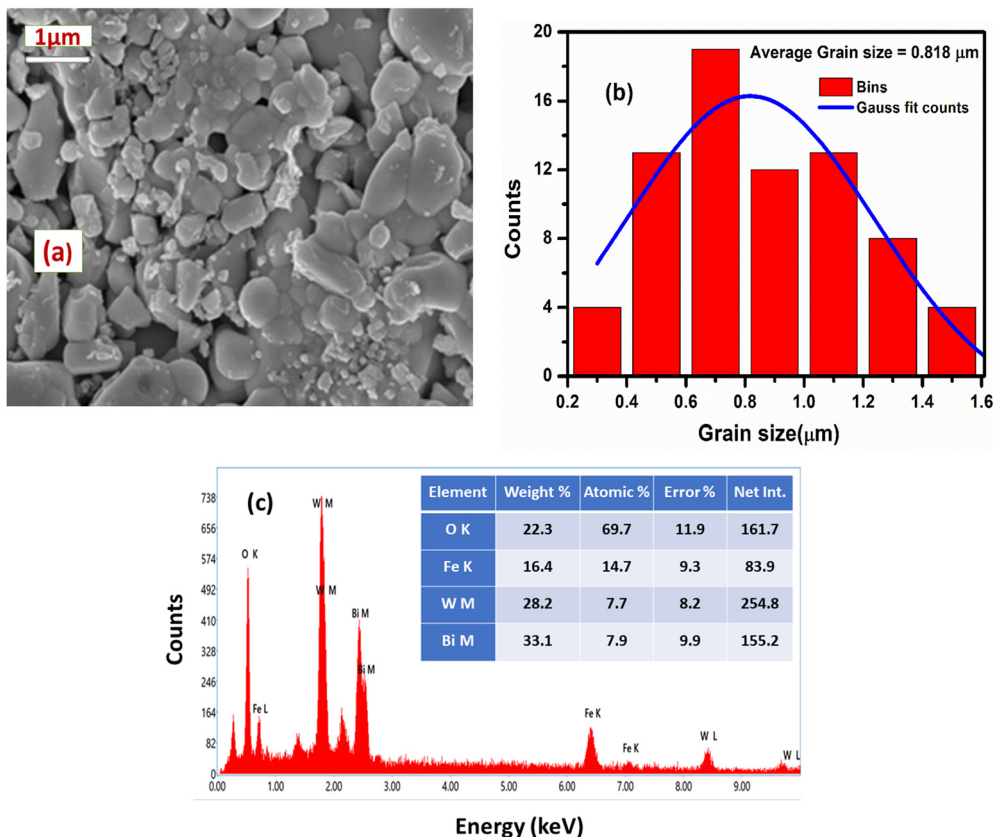 1μm
(a)
(b)
Average Grain size = 0.818 μm
Bins
Gauss fit counts
Counts
20
16
12
8
4
0
0.2 0.4 0.6 0.8 1.0 1.2 1.4 1.6
Grain size(μm)
(c)
Counts
738
656
574
492
410
328
246
164
82
0
O K
Fe L
W M
W M
Bi M
Bi M
Fe K
Fe K
W L
W L
Element Weight % Atomic % Error % Net Int.
O K 22.3 69.7 11.9 161.7
Fe K 16.4 14.7 9.3 83.9
W M 28.2 7.7 8.2 254.8
Bi M 33.1 7.9 9.9 155.2
0.00 1.00 2.00 3.00 4.00 5.00 6.00 7.00 8.00 9.00
Energy (keV)